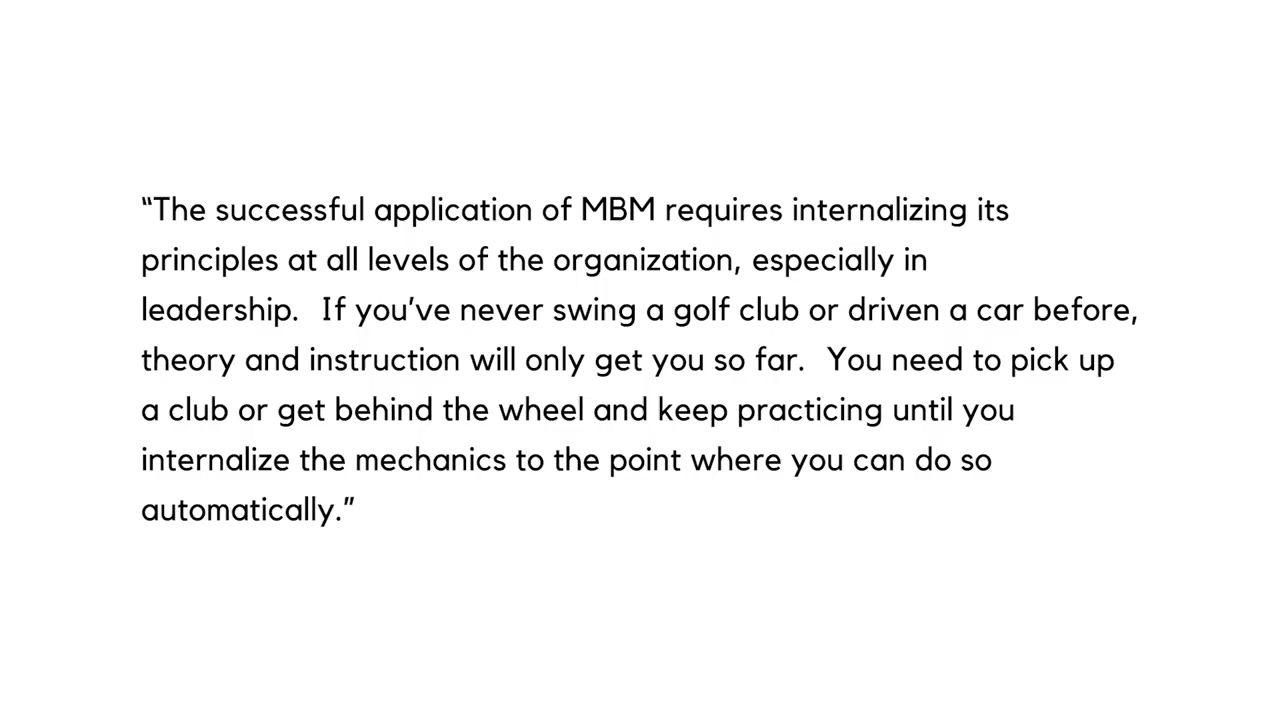 “The successful application of MBM requires internalizing its
principles at all levels of the organization, especially in
leadership.  If you’ve never swing a golf club or driven a car before,
theory and instruction will only get you so far.  You need to pick up
a club or get behind the wheel and keep practicing until you
internalize the mechanics to the point where you can do so
automatically.”